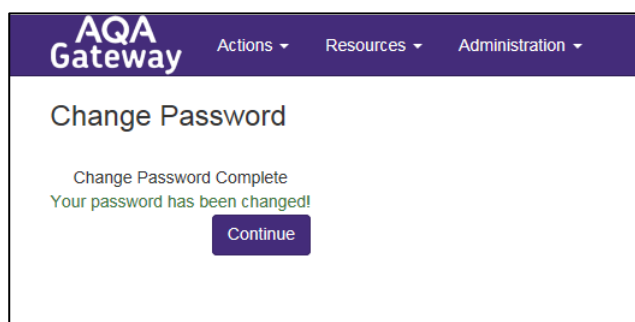 AQA
Gateway
Actions Resources Administration
Change Password
Change Password Complete
Your password has been changed!
Continue